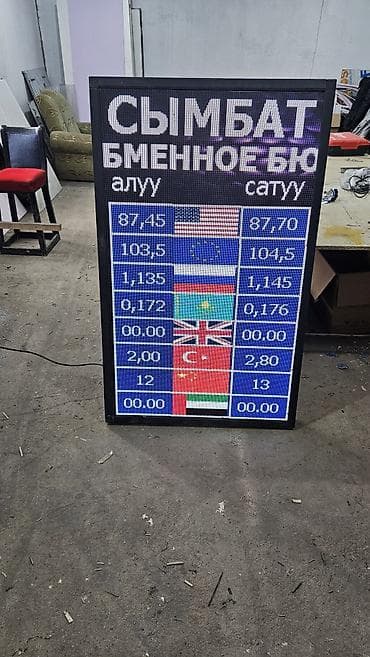 СЫМБАТ
БМЕННОЕ БЮ
алуу сатуу
87,45 87,70
103,5 104,5
1,135 1,145
0,172 0,176
00.00 00.00
2,00 2,80
12 13
00.00 00.00